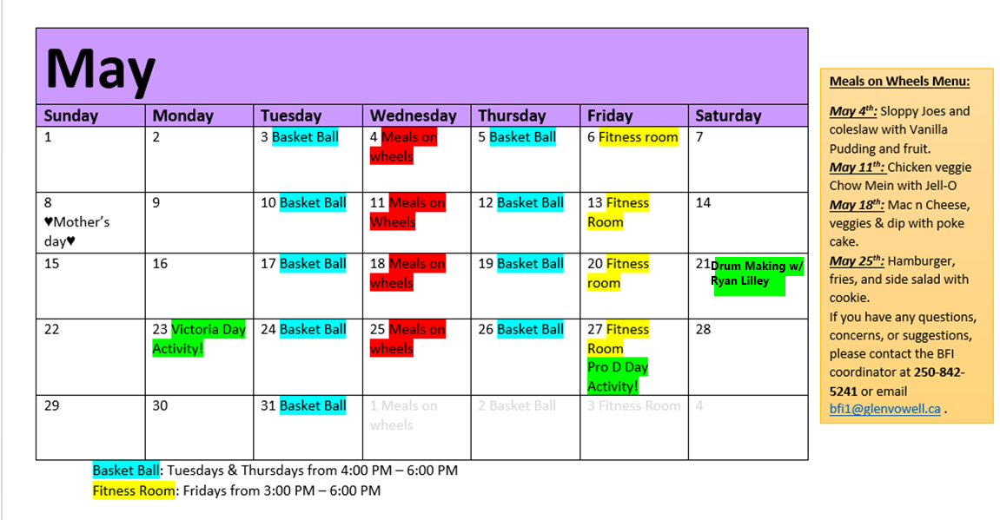 May
Sunday Monday Tuesday Wednesday Thursday Friday Saturday
1
2
3 Basket Ball
4 Meals on
wheels
5 Basket Ball
6 Fitness room
7
8
♥Mother's
day♥
9
10 Basket Ball
11 Meals on
Wheels
12 Basket Ball
13 Fitness
Room
14
15
16
17 Basket Ball
18 Meals on
wheels
19 Basket Ball
20 Fitness
room
21 Drum Making w/
Ryan Lilley
22
23 Victoria Day
Activity!
24 Basket Ball
25 Meals on
wheels
26 Basket Ball
27 Fitness
Room
Pro D Day
Activity!
28
29
30
31 Basket Ball
1 Meals on
wheels
2 Basket Ball
3 Fitness Room
4
Basket Ball: Tuesdays & Thursdays from 4:00 PM – 6:00 PM
Fitness Room: Fridays from 3:00 PM – 6:00 PM
Meals on Wheels Menu:
May 4th: Sloppy Joes and
coleslaw with Vanilla
Pudding and fruit.
May 11th: Chicken veggie
Chow Mein with Jell-O
May 18th: Mac n Cheese,
veggies & dip with poke
cake.
May 25th: Hamburger,
fries, and side salad with
cookie.
If you have any questions,
concerns, or suggestions,
please contact the BFI
coordinator at 250-842-
5241 or email
bfi1@glenvowell.ca .